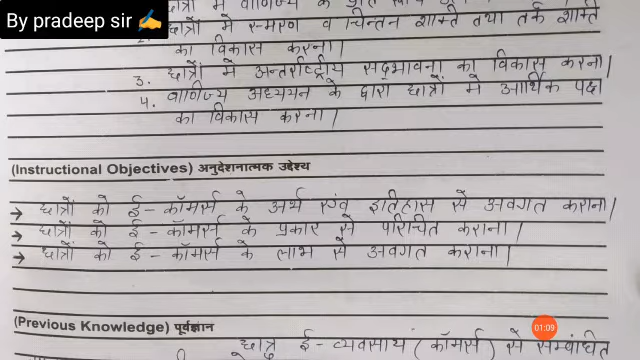 By pradeep sir ✍
छात्रों में वाणिज्य के प्रति
2. छात्रों में स्मरण व चिन्तन शक्ति तथा तर्क शक्ति
का विकास करना।
3. छात्रों में अन्तर्राष्ट्रीय सद्भावना का विकास करना।
4. वाणिज्य अध्ययन के द्वारा छात्रों में आर्थिक पक्ष
का विकास करना।
(Instructional Objectives) अनुदेशनात्मक उद्देश्य
→ छात्रों को ई-कॉमर्स के अर्थ एवं इतिहास से अवगत कराना।
→ छात्रों को ई-कॉमर्स के प्रकार से परिचित कराना।
→ छात्रों को ई-कॉमर्स के लाभ से अवगत कराना।
01:09
(Previous Knowledge) पूर्वज्ञान
छात्र ई-व्यवसाय (कॉमर्स) से सम्बंधित